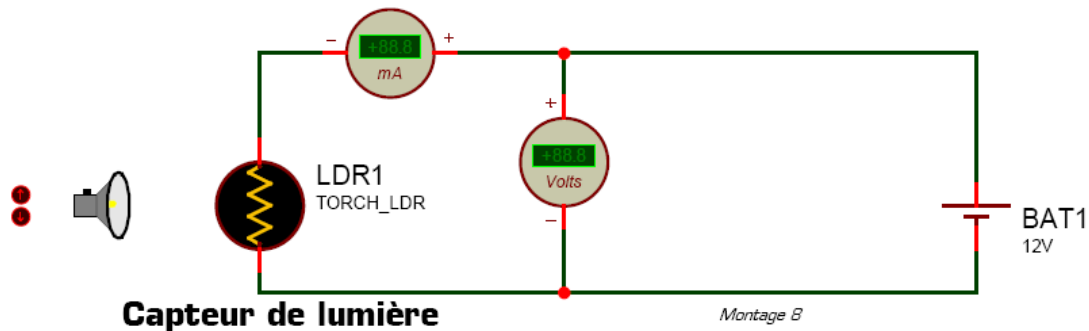 − +88.8 +
mA
+
+88.8
Volts
−
LDR1
TORCH_LDR
BAT1
12V
Capteur de lumière
Montage 8